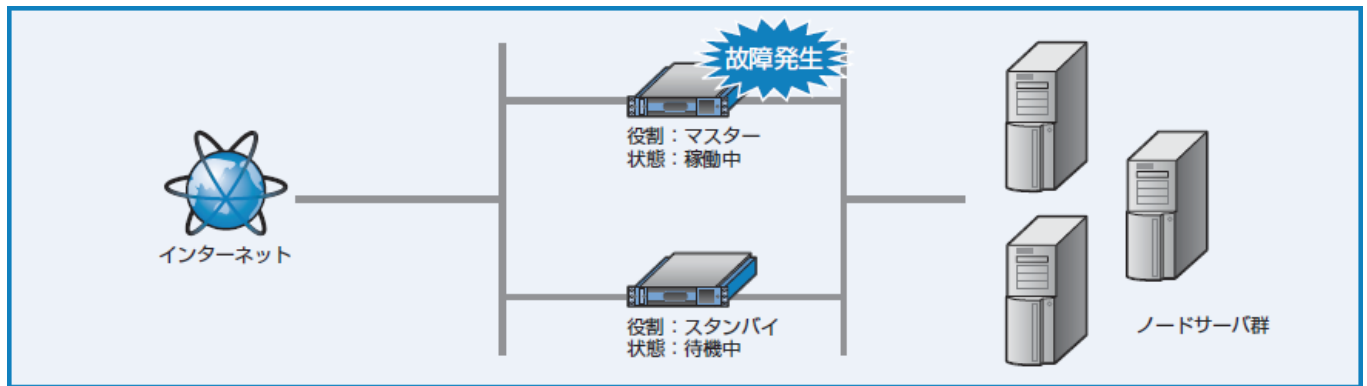 故障発生
役割：マスター
状態：稼働中
インターネット
役割：スタンバイ
状態：待機中
ノードサーバ群